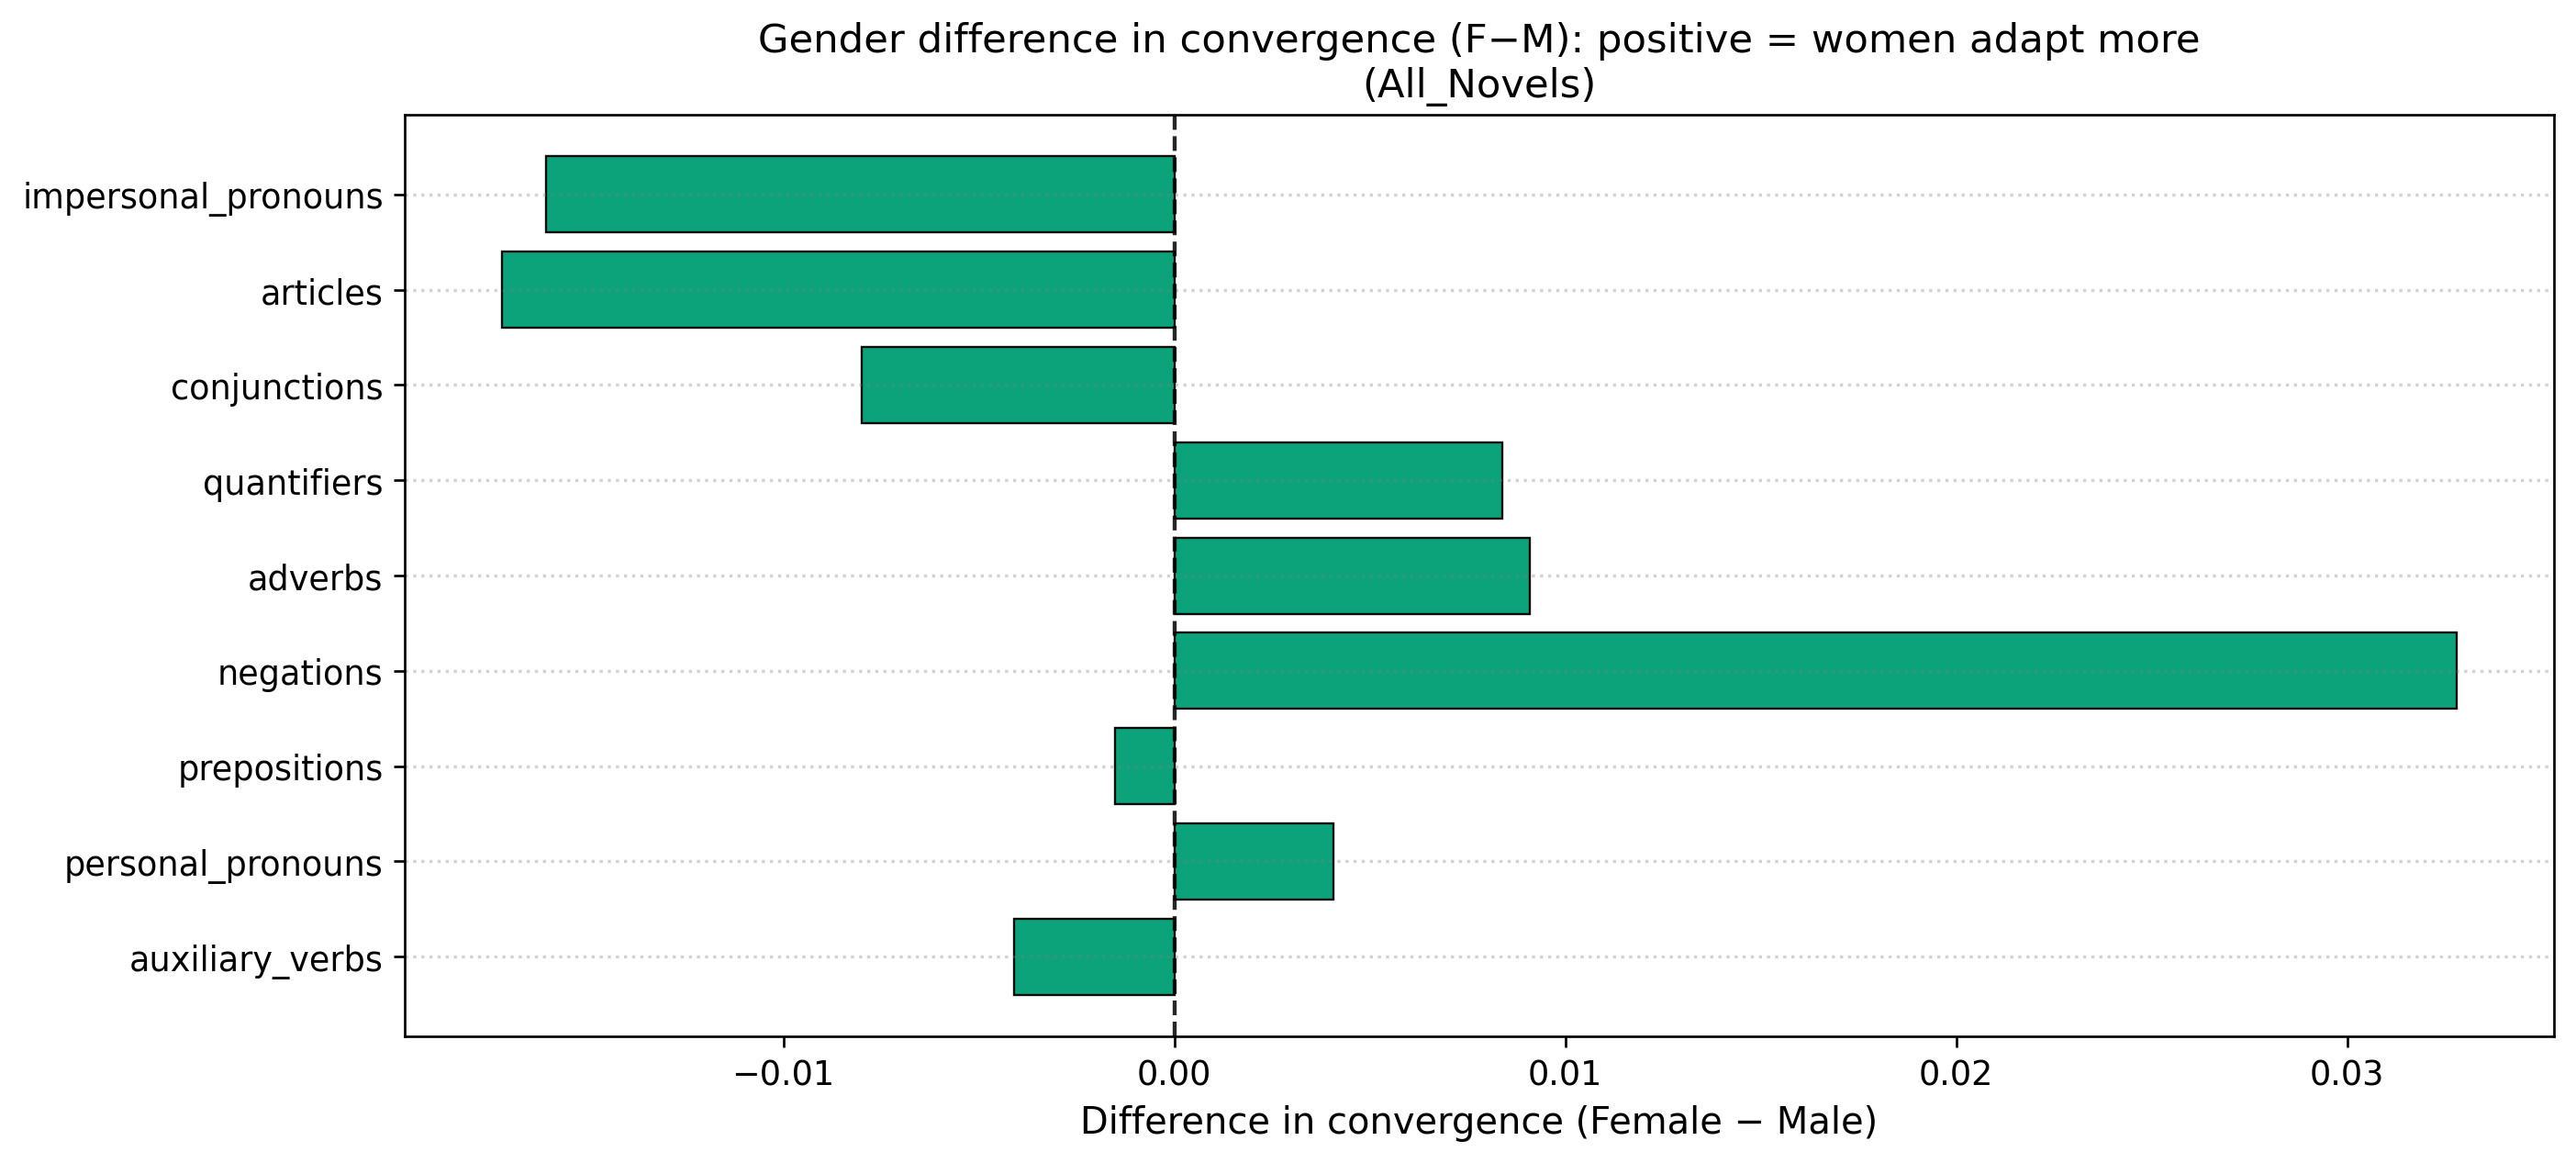 Gender difference in convergence (F−M): positive = women adapt more
(All_Novels)
impersonal_pronouns
articles
conjunctions
quantifiers
adverbs
negations
prepositions
personal_pronouns
auxiliary_verbs
−0.01 0.00 0.01 0.02 0.03
Difference in convergence (Female − Male)